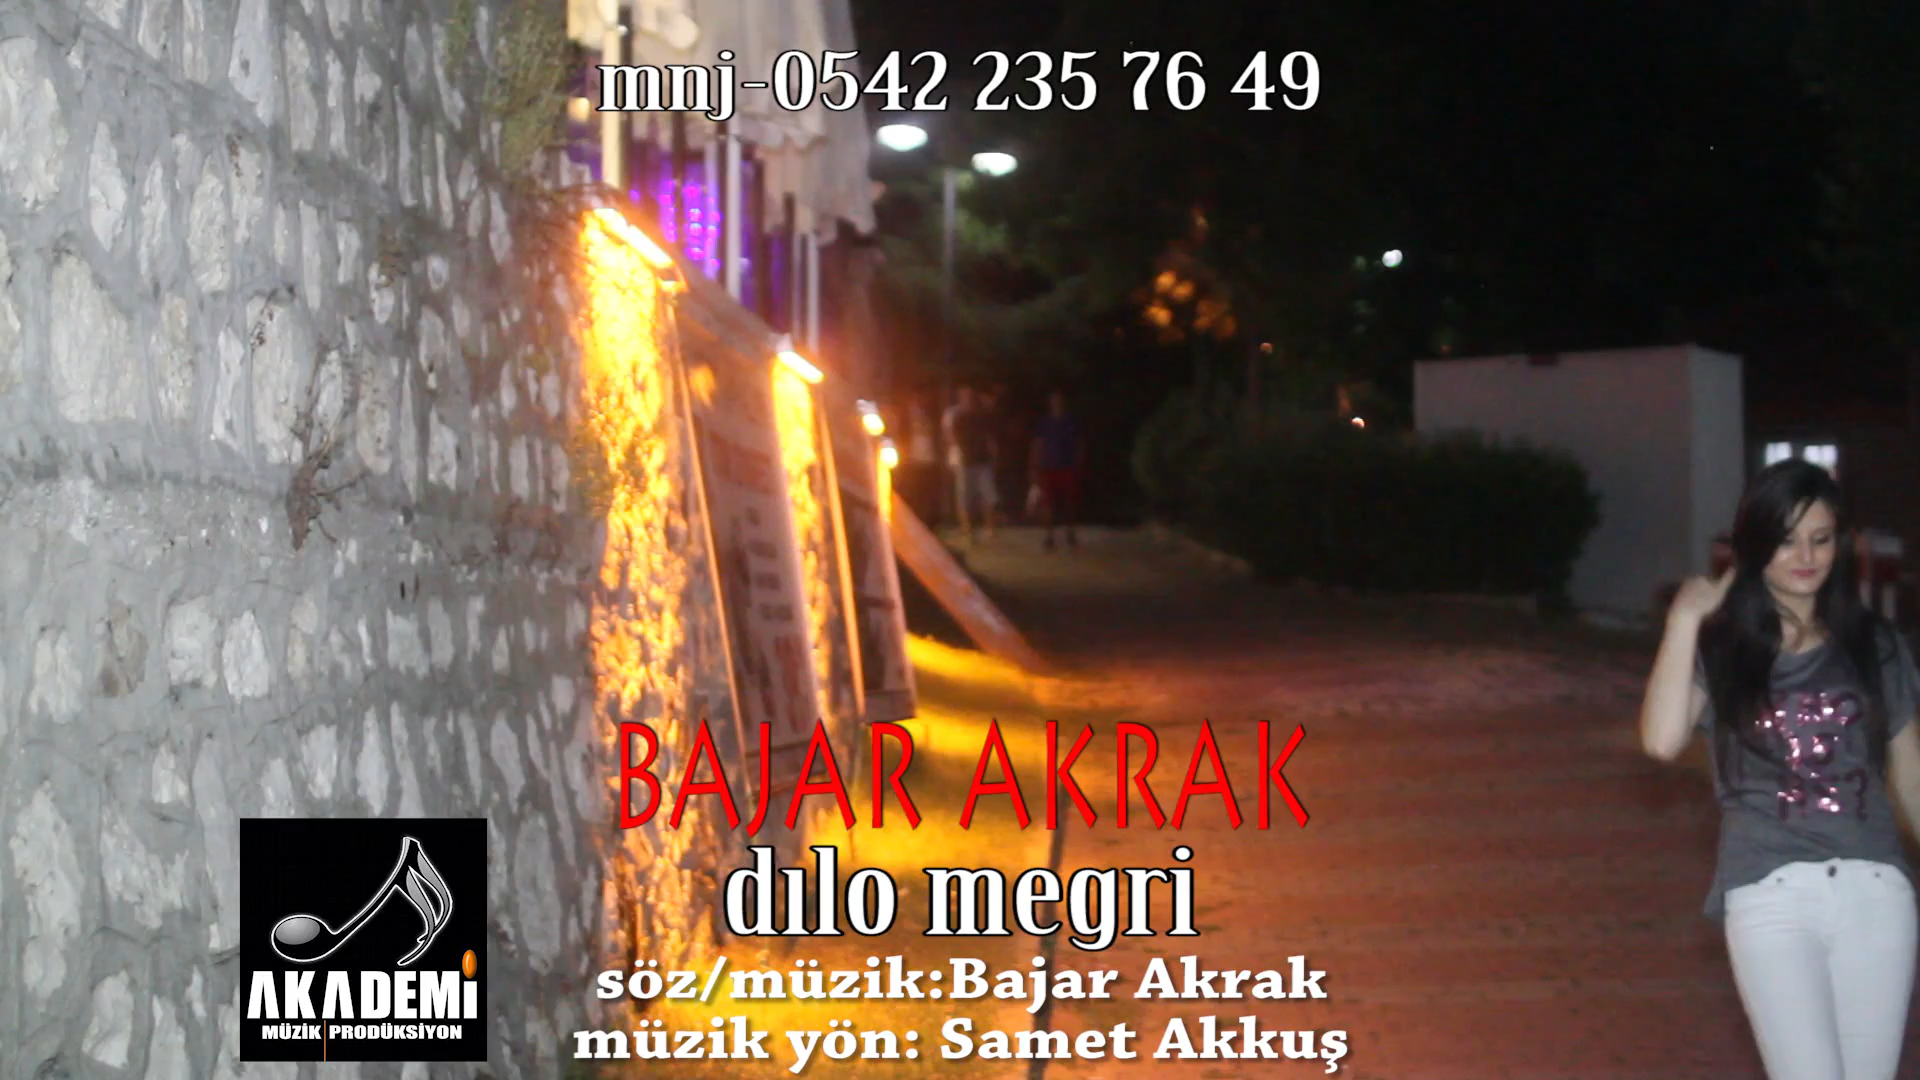 mnj-0542 235 76 49
BAJAR AKRAK
dılo megri
söz/müzik:Bajar Akrak
müzik yön: Samet Akkuş
AKADEMi
MÜZİK PRODÜKSİYON